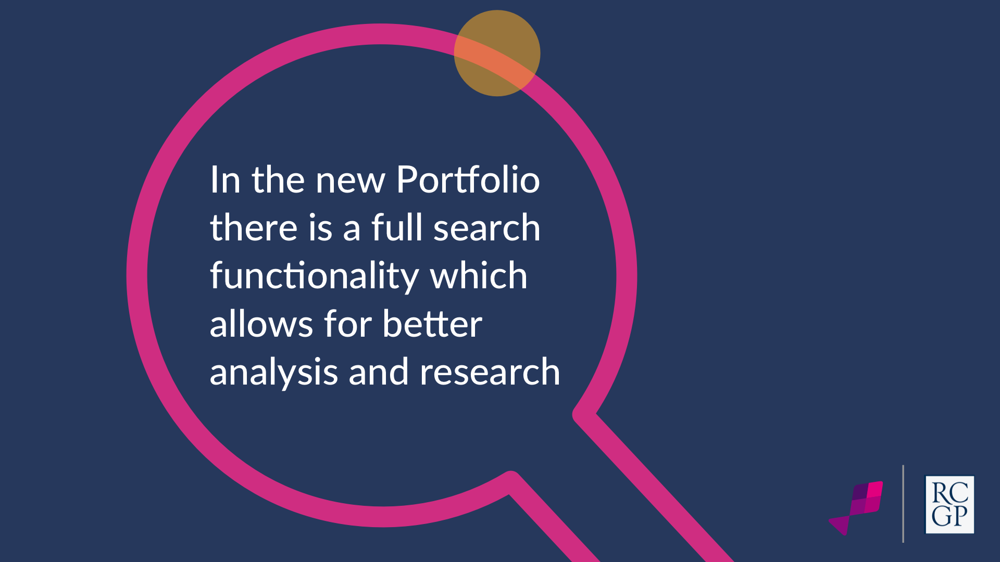 In the new Portfolio
there is a full search
functionality which
allows for better
analysis and research
RC
GP